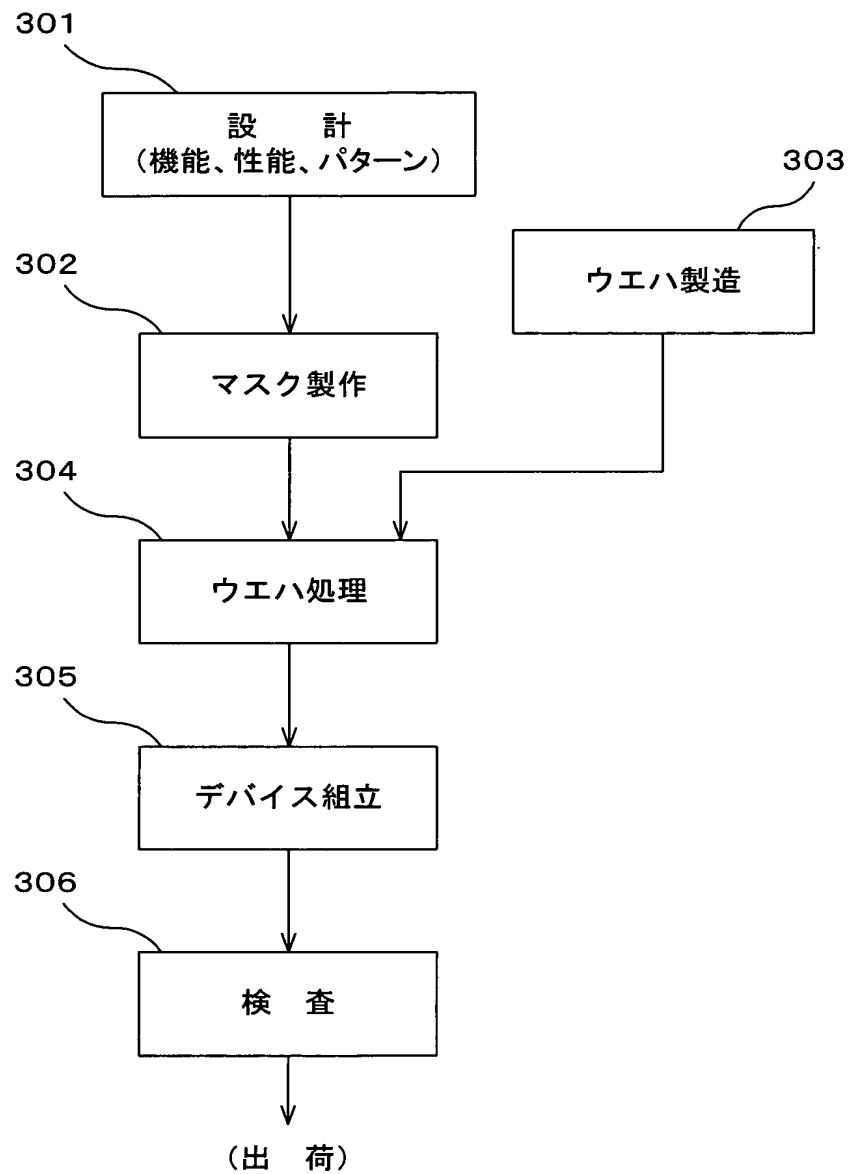 301
設　計
（機能、性能、パターン）
303
ウエハ製造
302
マスク製作
304
ウエハ処理
305
デバイス組立
306
検　査
（出　荷）